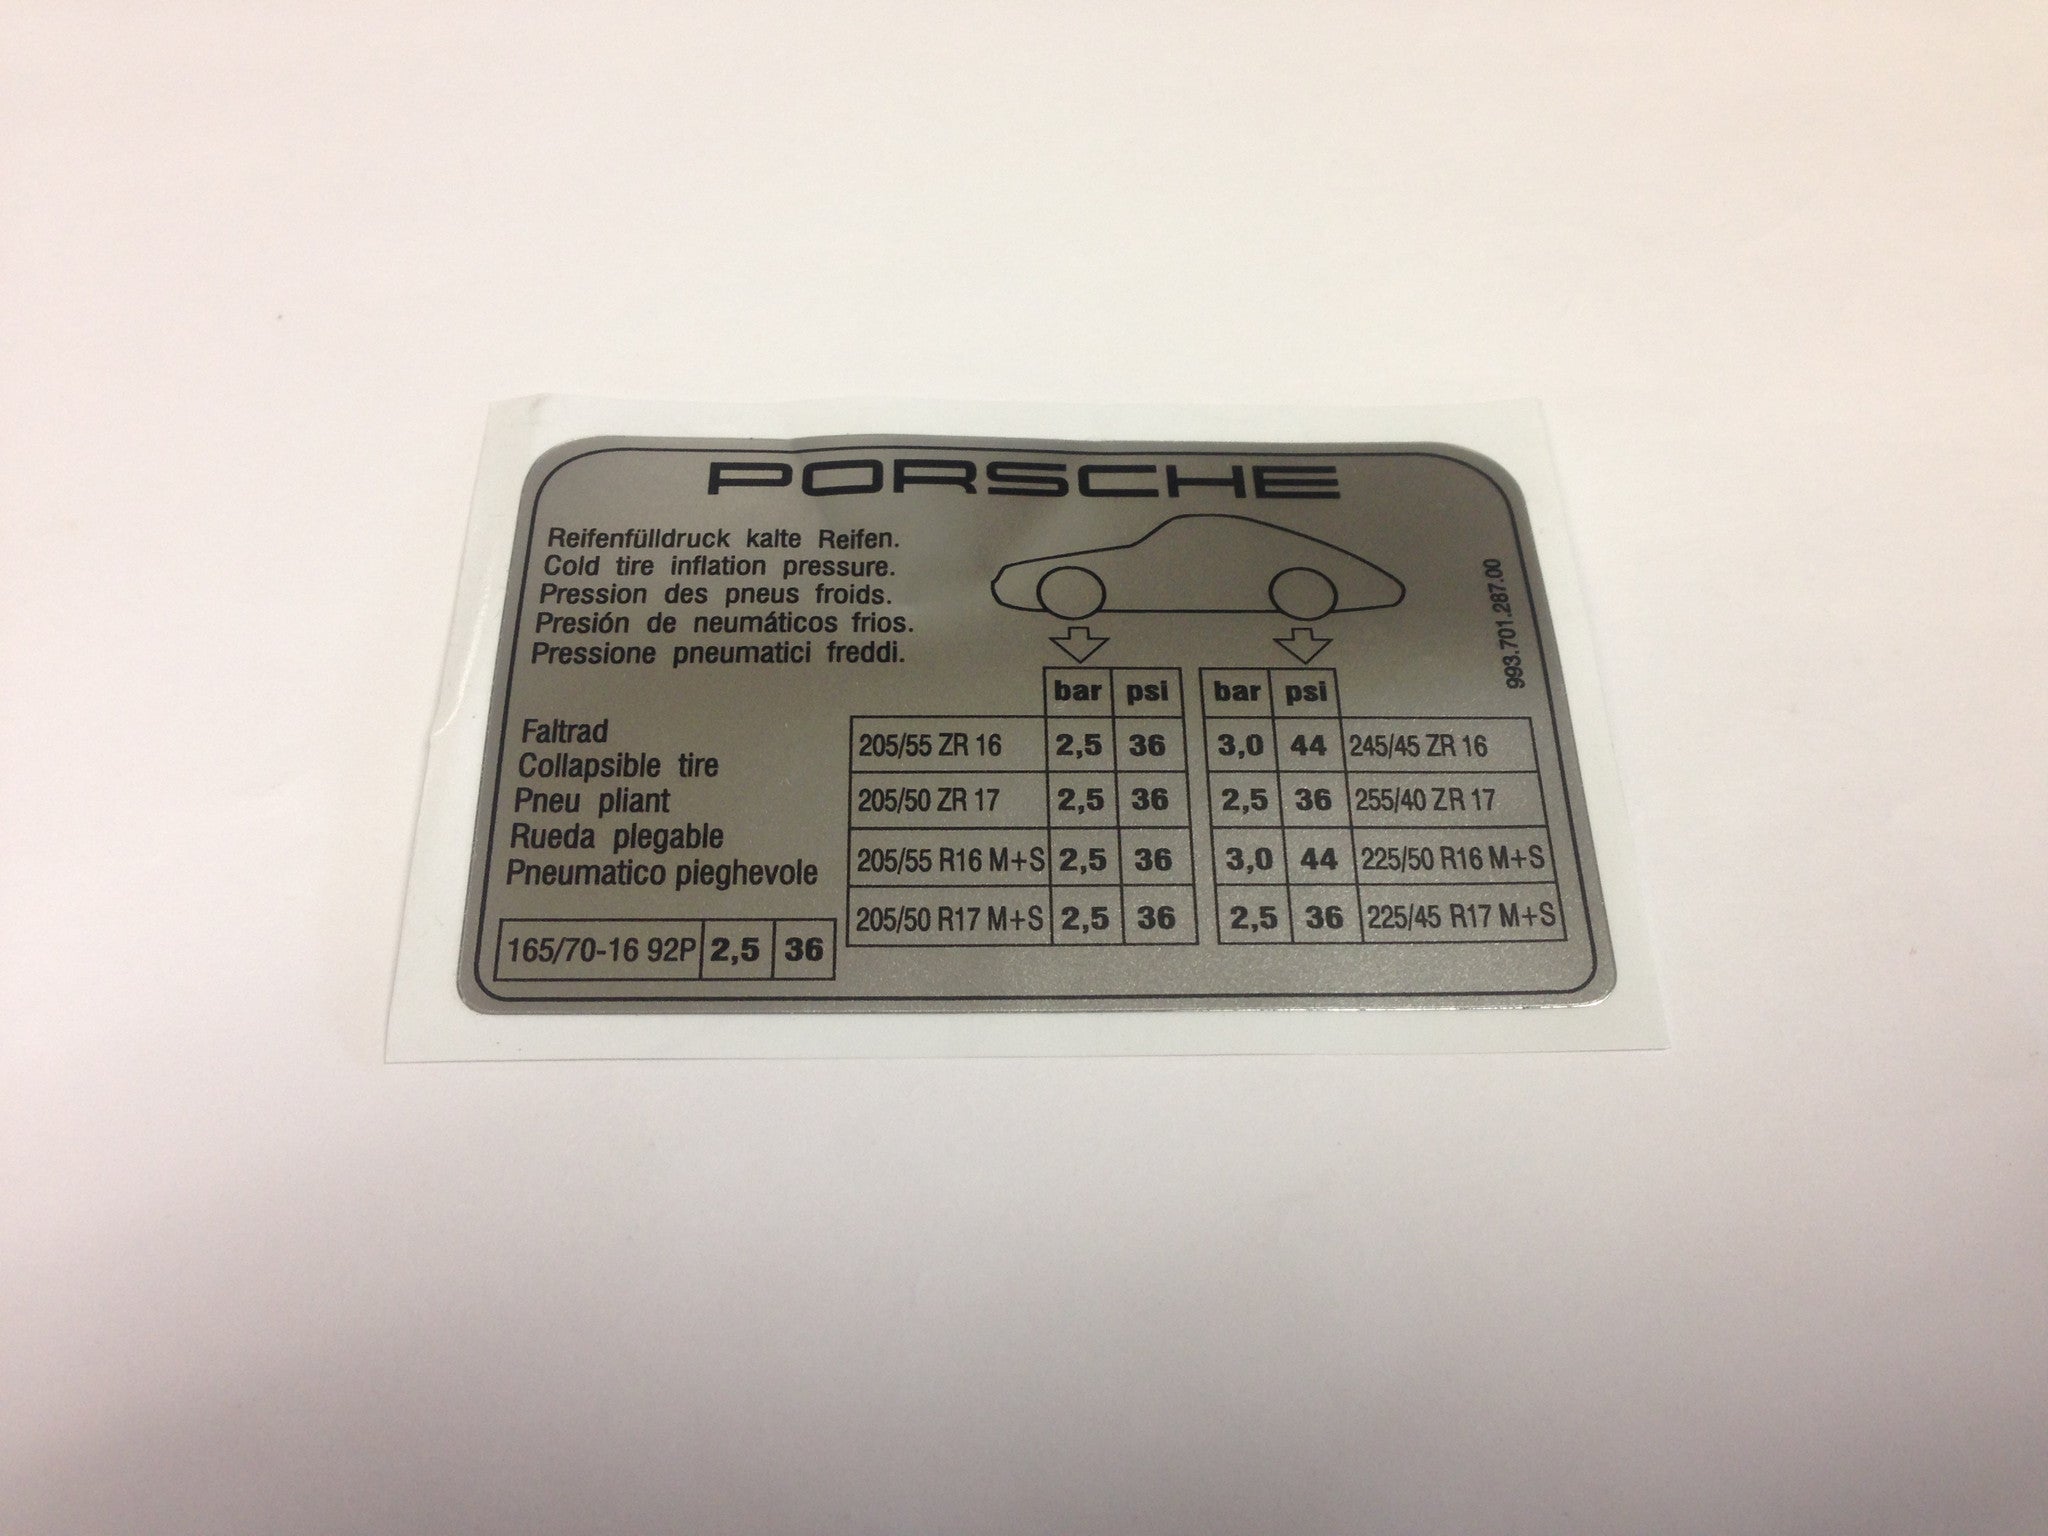 PORSCHE
Reifenfülldruck kalte Reifen.
Cold tire inflation pressure.
Pression des pneus froids.
Presión de neumáticos frios.
Pressione pneumatici freddi.
993.701.287.00
Faltrad
Collapsible tire
Pneu pliant
Rueda plegable
Pneumatico pieghevole
165/70-16 92P 2,5 36
bar psi bar psi
205/55 ZR 16 2,5 36 3,0 44 245/45 ZR 16
205/50 ZR 17 2,5 36 2,5 36 255/40 ZR 17
205/55 R16 M+S 2,5 36 3,0 44 225/50 R16 M+S
205/50 R17 M+S 2,5 36 2,5 36 225/45 R17 M+S